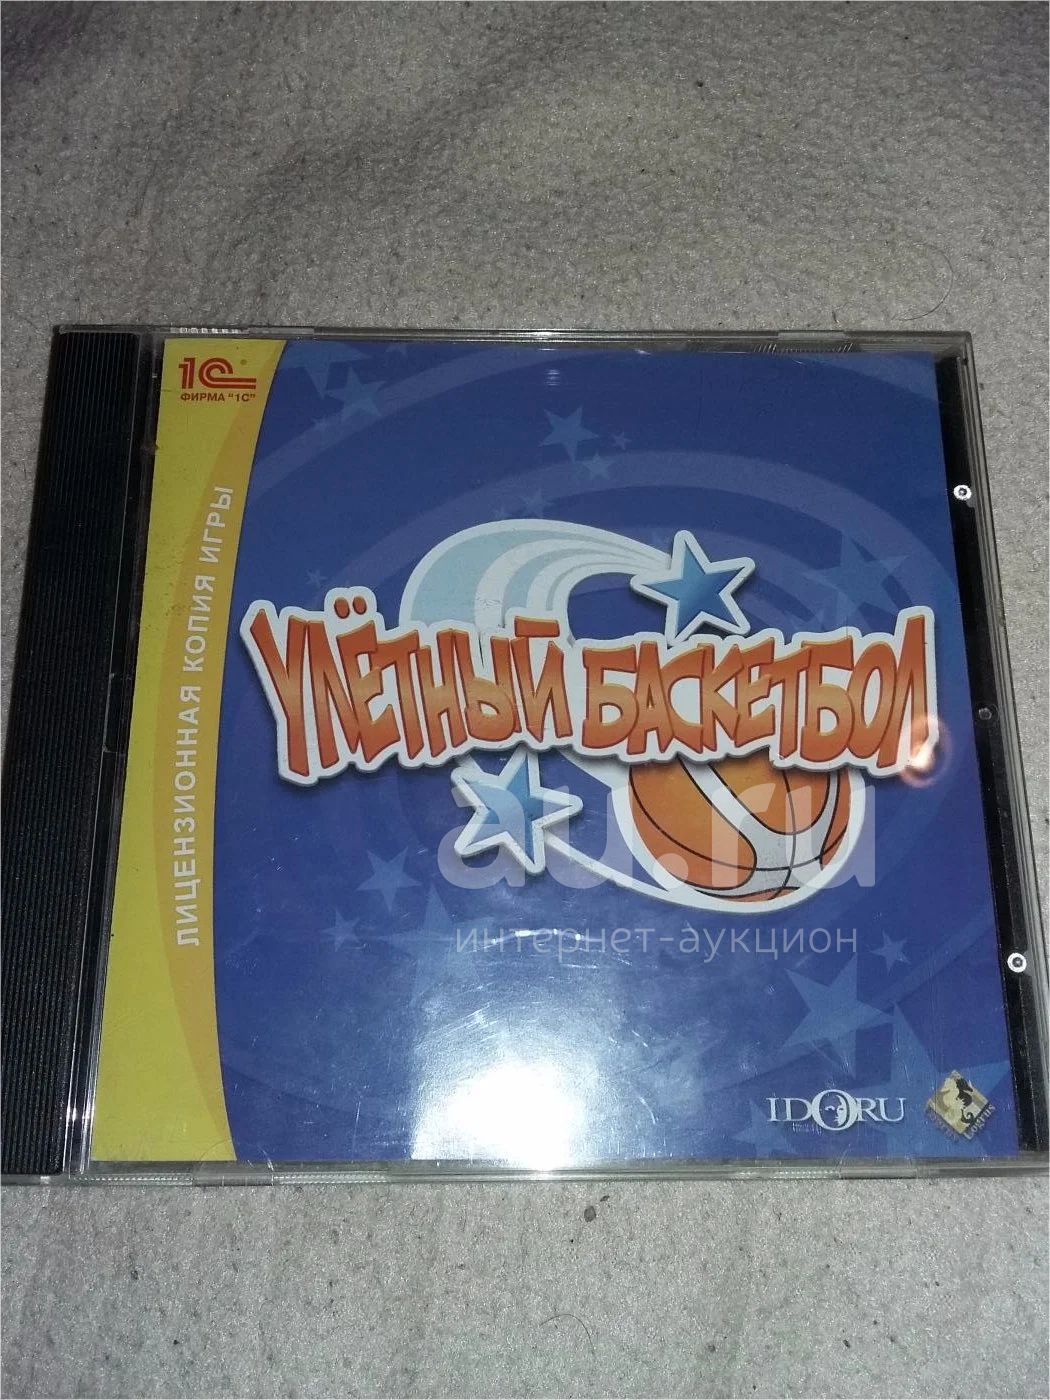 1С®
ФИРМА "1С"
ЛИЦЕНЗИОННАЯ КОПИЯ ИГРЫ
УЛЁТНЫЙ БАСКЕТБОЛ
au.ru
интернет-аукцион
IDORU